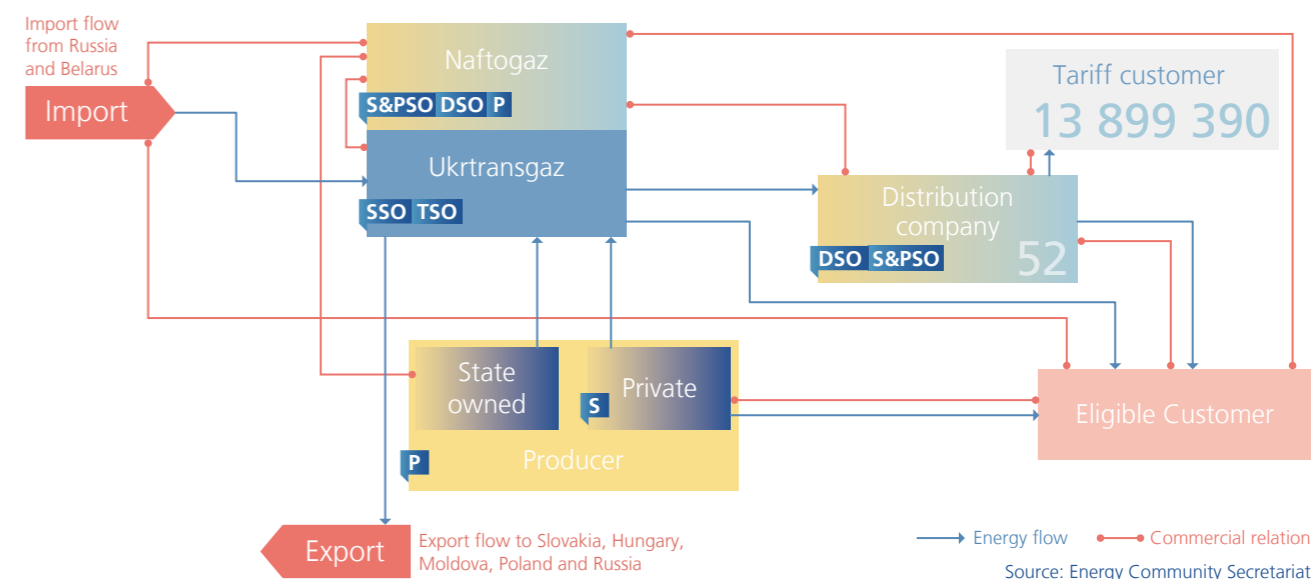 Import flow
from Russia
and Belarus
Import
Naftogaz
S&PSO DSO P
Ukrtransgaz
SSO TSO
Tariff customer
13 899 390
Distribution
company
52
DSO S&PSO
State
owned
Private
S
P
Producer
Eligible Customer
Export
Export flow to Slovakia, Hungary,
Moldova, Poland and Russia
Energy flow
Commercial relation
Source: Energy Community Secretariat